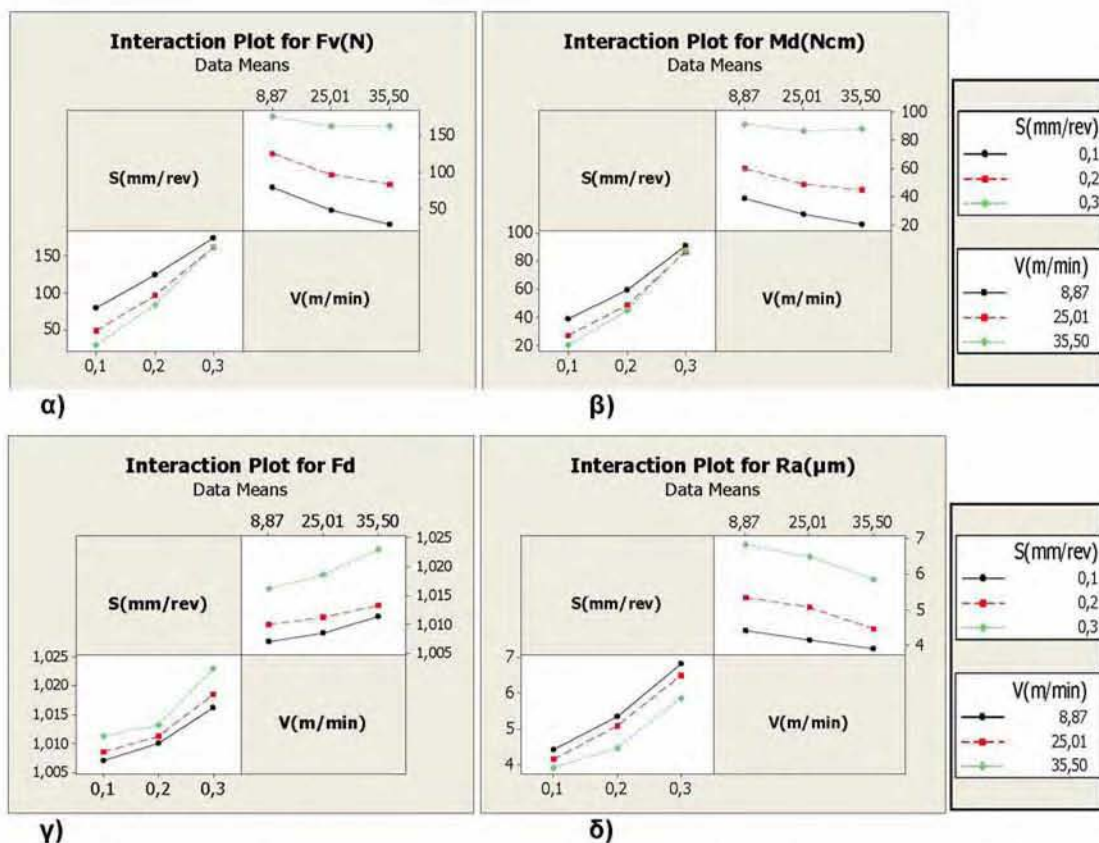 Interaction Plot for Fv(N)
Data Means
8,87 25,01 35,50
S(mm/rev)
150
100
50
150
100
50
V(m/min)
0,1 0,2 0,3
α)
Interaction Plot for Md(Ncm)
Data Means
8,87 25,01 35,50
S(mm/rev)
100
80
60
40
20
100
80
60
40
20
V(m/min)
0,1 0,2 0,3
β)
S(mm/rev)
0,1
0,2
0,3
V(m/min)
8,87
25,01
35,50
Interaction Plot for Fd
Data Means
8,87 25,01 35,50
S(mm/rev)
1,025
1,020
1,015
1,010
1,005
1,025
1,020
1,015
1,010
1,005
V(m/min)
0,1 0,2 0,3
γ)
Interaction Plot for Ra(μm)
Data Means
8,87 25,01 35,50
S(mm/rev)
7
6
5
4
7
6
5
4
V(m/min)
0,1 0,2 0,3
δ)
S(mm/rev)
0,1
0,2
0,3
V(m/min)
8,87
25,01
35,50